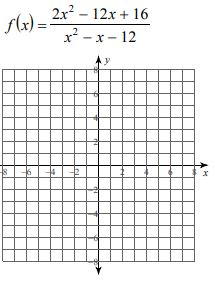 f(x) = (2x² − 12x + 16)/(x² − x − 12)
y
8
6
4
2
-8 -6 -4 -2 2 4 6 8 x
-2
-4
-6
-8